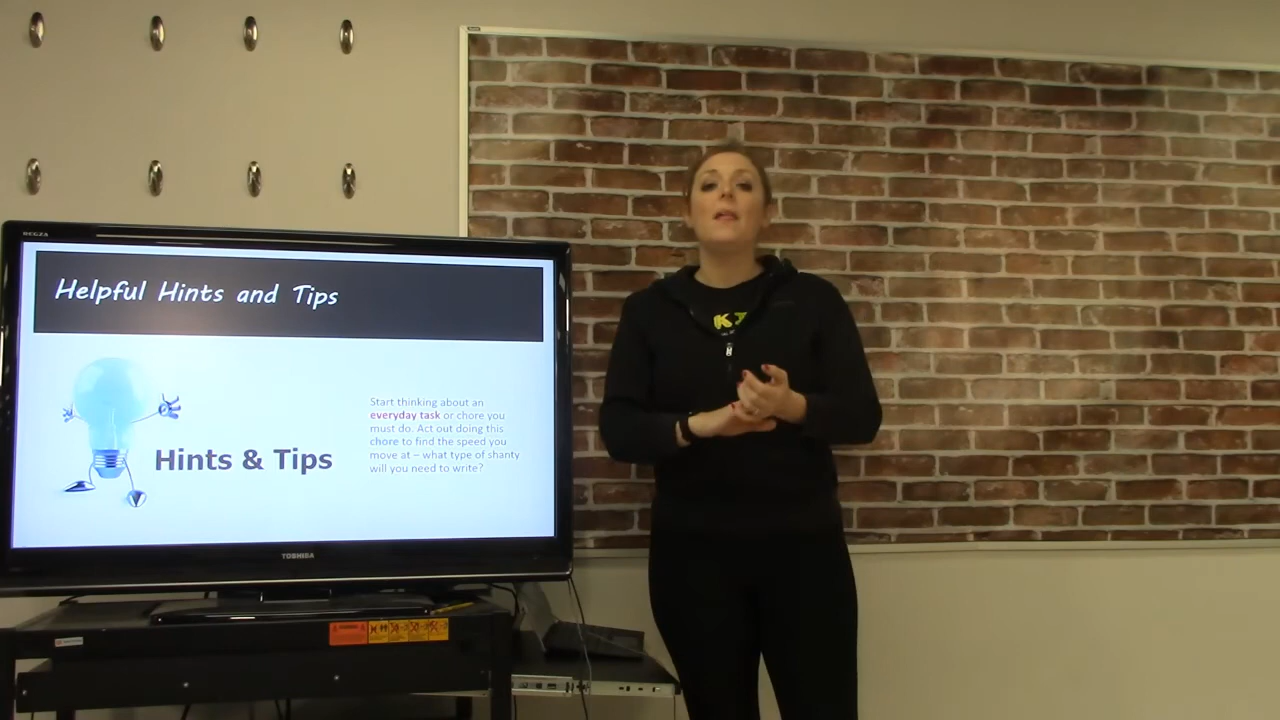 REGZA
Helpful Hints and Tips
Hints & Tips
Start thinking about an
everyday task or chore you
must do. Act out doing this
chore to find the speed you
move at – what type of shanty
will you need to write?
TOSHIBA